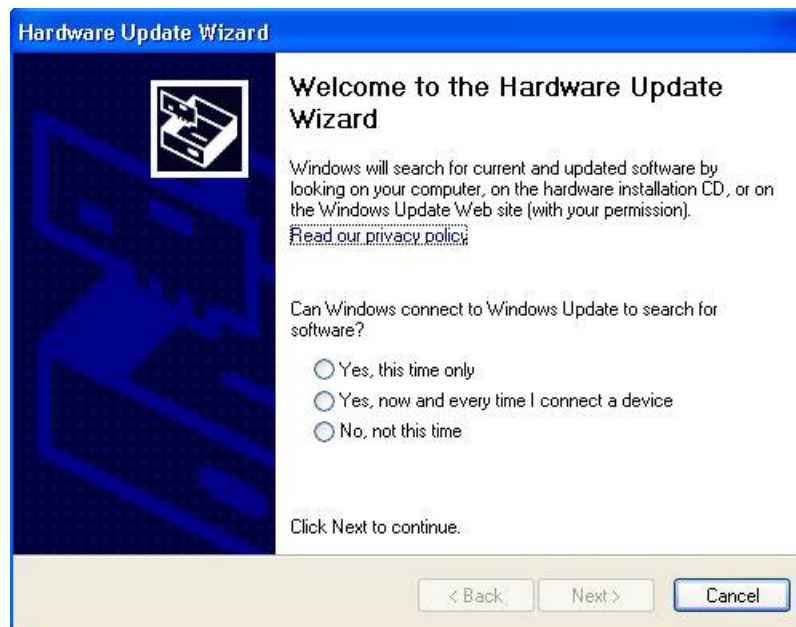 Hardware Update Wizard
Welcome to the Hardware Update
Wizard
Windows will search for current and updated software by
looking on your computer, on the hardware installation CD, or on
the Windows Update Web site (with your permission).
Read our privacy policy
Can Windows connect to Windows Update to search for
software?
Yes, this time only
Yes, now and every time I connect a device
No, not this time
Click Next to continue.
< Back
Next >
Cancel